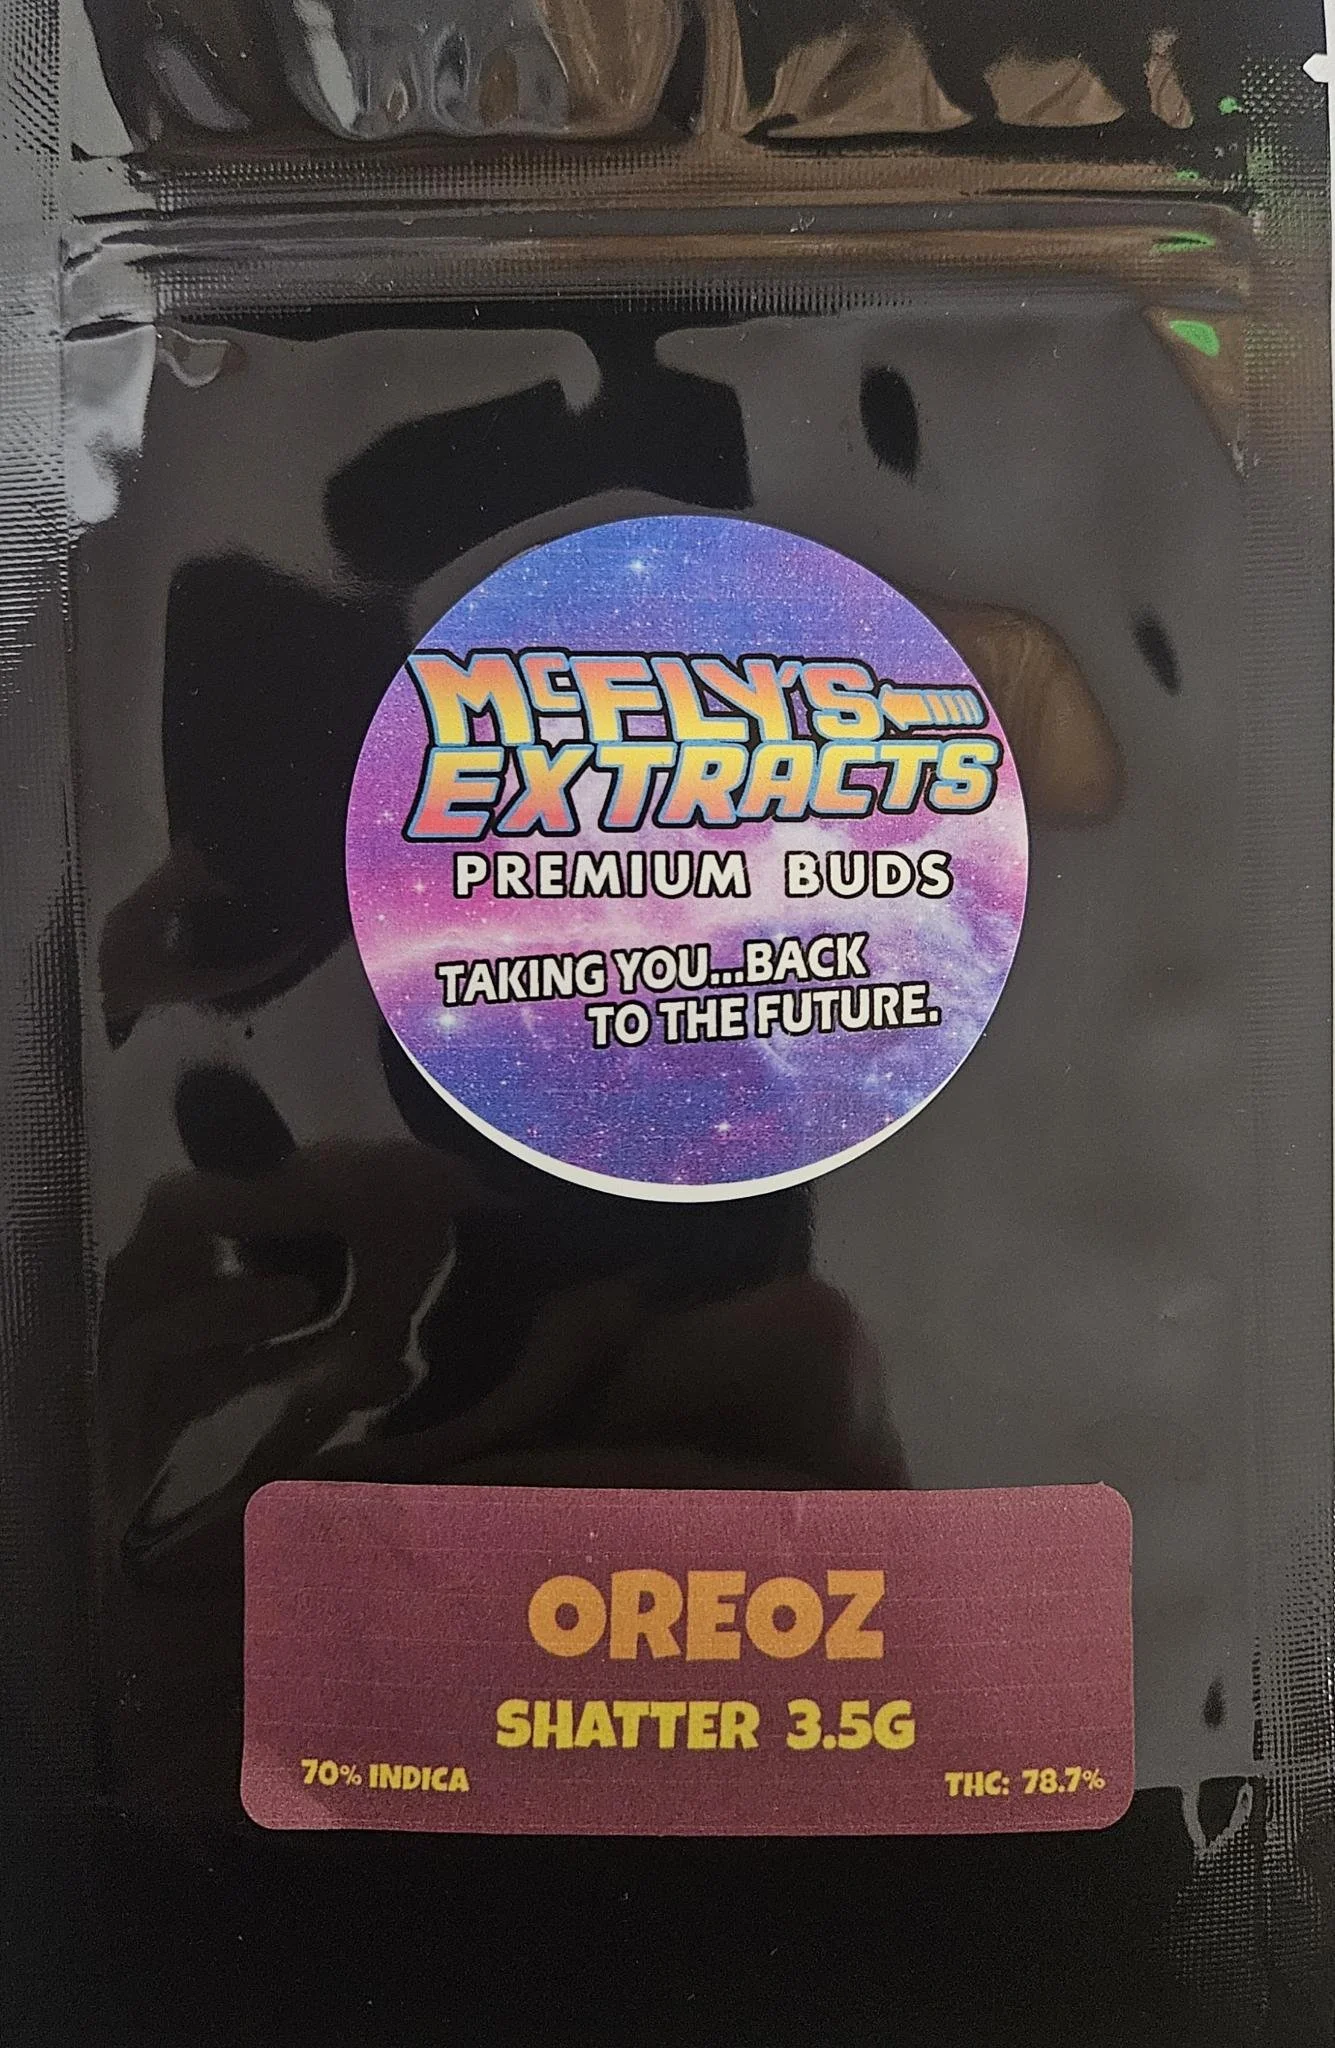 McFLY'S
EXTRACTS
PREMIUM BUDS
TAKING YOU...BACK
TO THE FUTURE.
OREOZ
SHATTER 3.5G
70% INDICA THC: 78.7%